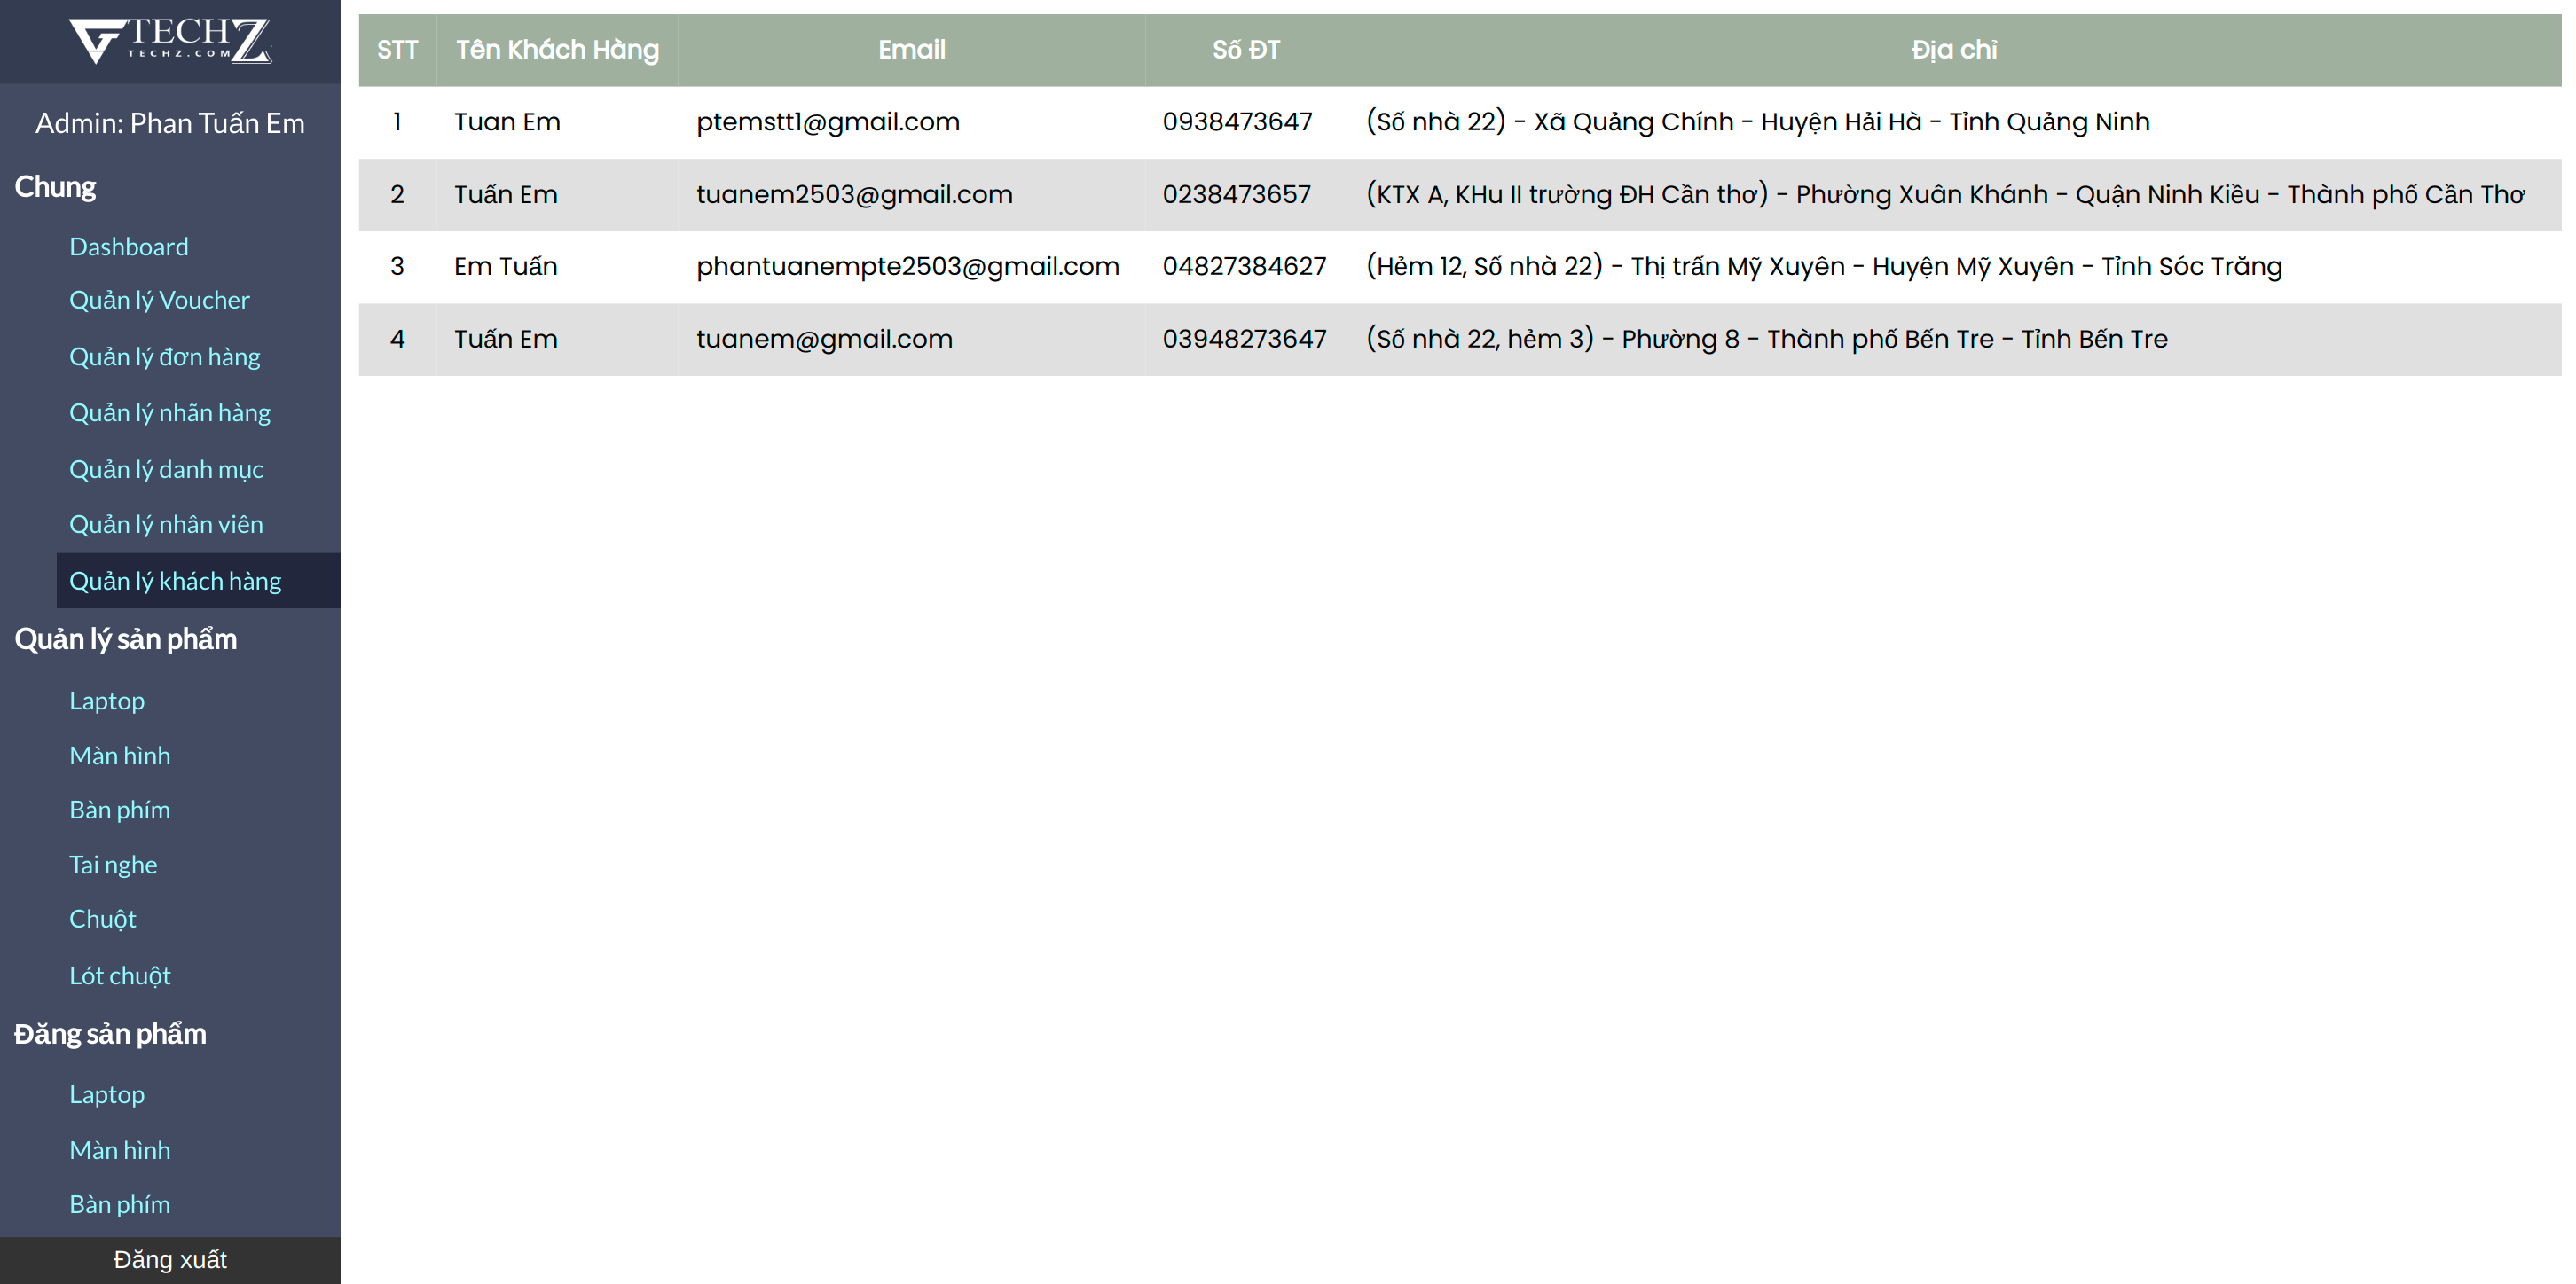 TECHZ
TECHZ.COM
Admin: Phan Tuấn Em
Chung
Dashboard
Quản lý Voucher
Quản lý đơn hàng
Quản lý nhãn hàng
Quản lý danh mục
Quản lý nhân viên
Quản lý khách hàng
Quản lý sản phẩm
Laptop
Màn hình
Bàn phím
Tai nghe
Chuột
Lót chuột
Đăng sản phẩm
Laptop
Màn hình
Bàn phím
Đăng xuất
STT Tên Khách Hàng Email Số ĐT Địa chỉ
1 Tuan Em ptemstt1@gmail.com 0938473647 (Số nhà 22) - Xã Quảng Chính - Huyện Hải Hà - Tỉnh Quảng Ninh
2 Tuấn Em tuanem2503@gmail.com 0238473657 (KTX A, KHu II trường ĐH Cần thơ) - Phường Xuân Khánh - Quận Ninh Kiều - Thành phố Cần Thơ
3 Em Tuấn phantuanempte2503@gmail.com 04827384627 (Hẻm 12, Số nhà 22) - Thị trấn Mỹ Xuyên - Huyện Mỹ Xuyên - Tỉnh Sóc Trăng
4 Tuấn Em tuanem@gmail.com 03948273647 (Số nhà 22, hẻm 3) - Phường 8 - Thành phố Bến Tre - Tỉnh Bến Tre